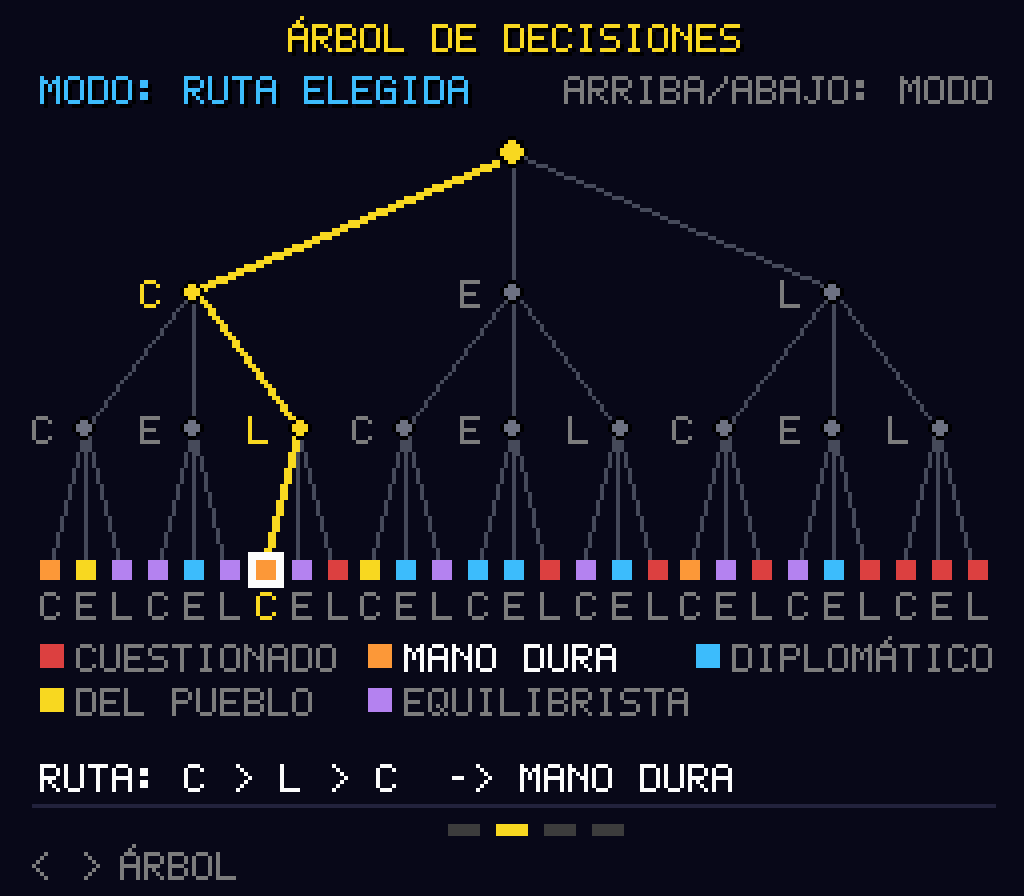 ÁRBOL DE DECISIONES
MODO: RUTA ELEGIDA ARRIBA/ABAJO: MODO
C E L
C E L C E L C E L
C E L C E L C E L C E L C E L C E L C E L C E L C E L
CUESTIONADO MANO DURA DIPLOMÁTICO
DEL PUEBLO EQUILIBRISTA
RUTA: C > L > C -> MANO DURA
< > ÁRBOL